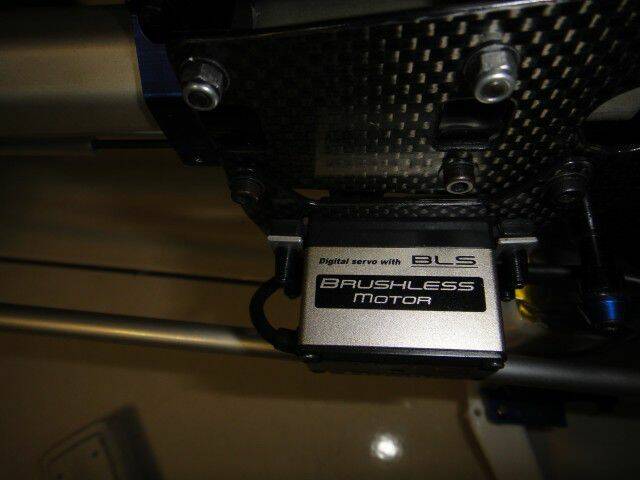 Digital servo with BLS
BRUSHLESS
MOTOR